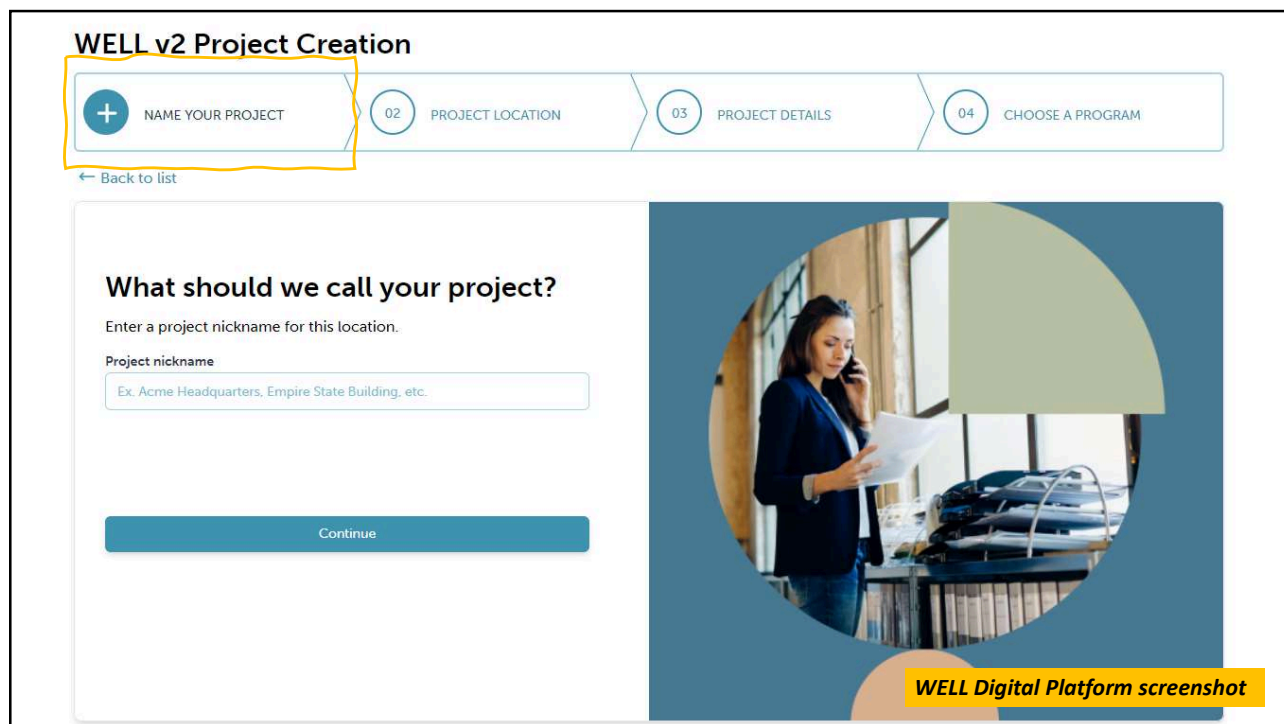 WELL v2 Project Creation
NAME YOUR PROJECT
02 PROJECT LOCATION
03 PROJECT DETAILS
04 CHOOSE A PROGRAM
← Back to list
What should we call your project?
Enter a project nickname for this location.
Project nickname
Ex. Acme Headquarters, Empire State Building, etc.
Continue
WELL Digital Platform screenshot